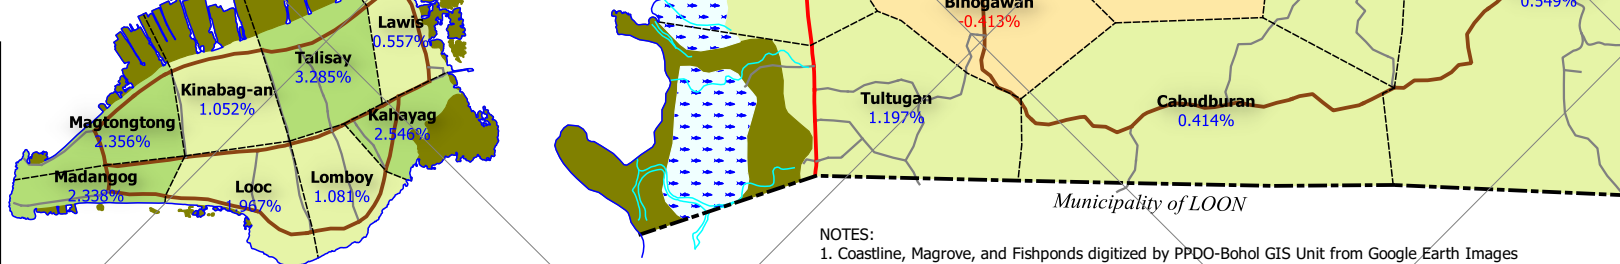 Lawis
0.557%
Talisay
3.285%
Kinabag-an
1.052%
Magtongtong
2.356%
Kahayag
2.546%
Madangog
2.338%
Looc
1.967%
Lomboy
1.081%
Binogawan
-0.413%
0.549%
Tultugan
1.197%
Cabudburan
0.414%
Municipality of LOON
NOTES:
1. Coastline, Magrove, and Fishponds digitized by PPDO-Bohol GIS Unit from Google Earth Images